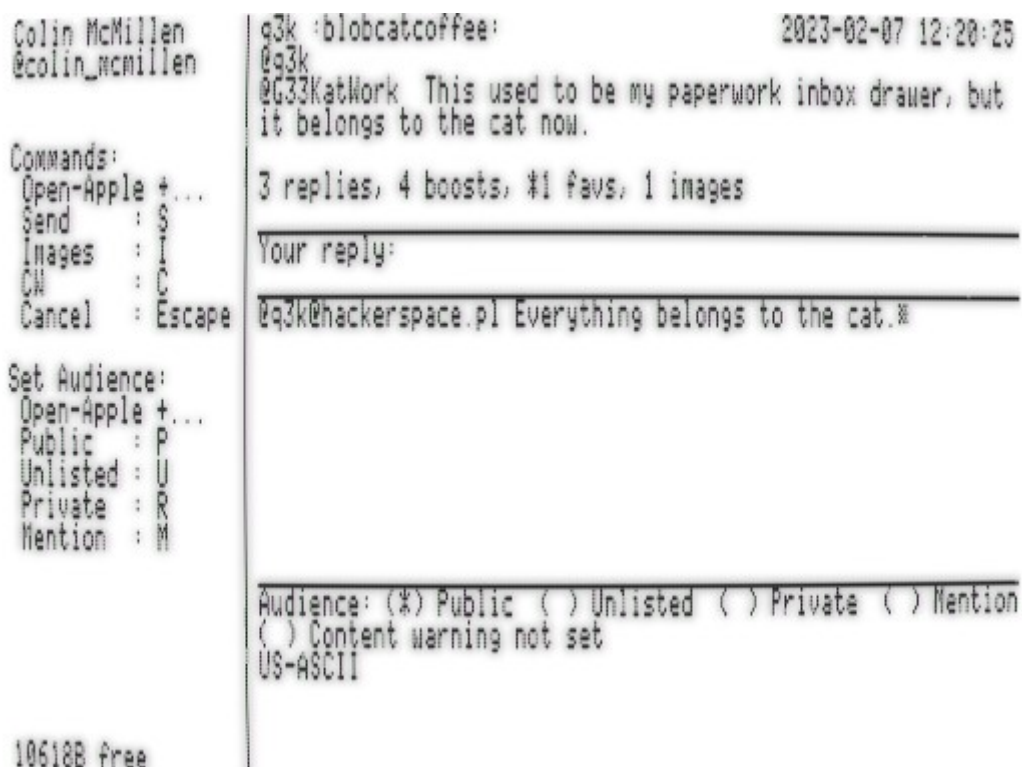 Colin McMillen
@colin_mcmillen
Commands:
Open-Apple +...
Send : S
Images : I
CW : C
Cancel : Escape
Set Audience:
Open-Apple +...
Public : P
Unlisted : U
Private : R
Mention : M
10618B free
q3k :blobcatcoffee: 2023-02-07 12:20:25
@q3k
@G33KatWork This used to be my paperwork inbox drawer, but
it belongs to the cat now.
3 replies, 4 boosts, *1 favs, 1 images
Your reply:
@q3k@hackerspace.pl Everything belongs to the cat.
Audience: (*) Public ( ) Unlisted ( ) Private ( ) Mention
( ) Content warning not set
US-ASCII